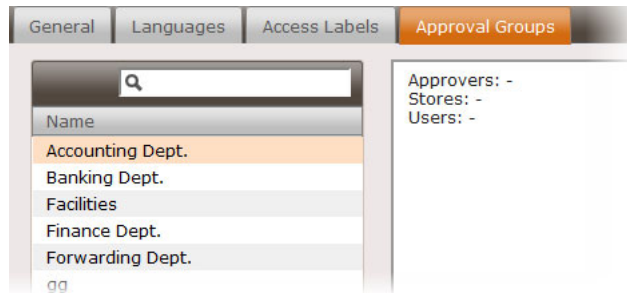 General Languages Access Labels Approval Groups
Name
Accounting Dept.
Banking Dept.
Facilities
Finance Dept.
Forwarding Dept.
gg
Approvers: -
Stores: -
Users: -